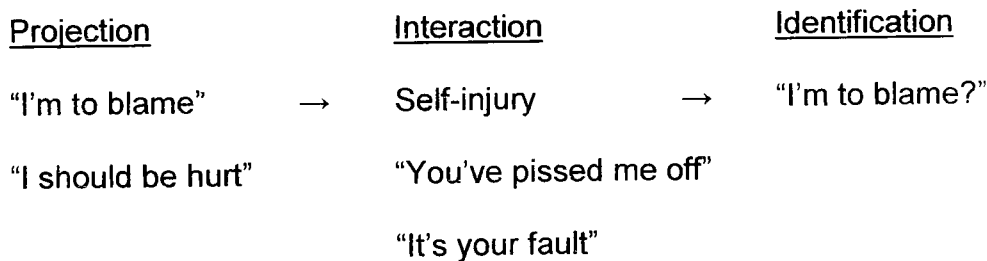 Projection Interaction Identification
“I’m to blame” → Self-injury → “I’m to blame?”
“I should be hurt” “You’ve pissed me off”
“It’s your fault”